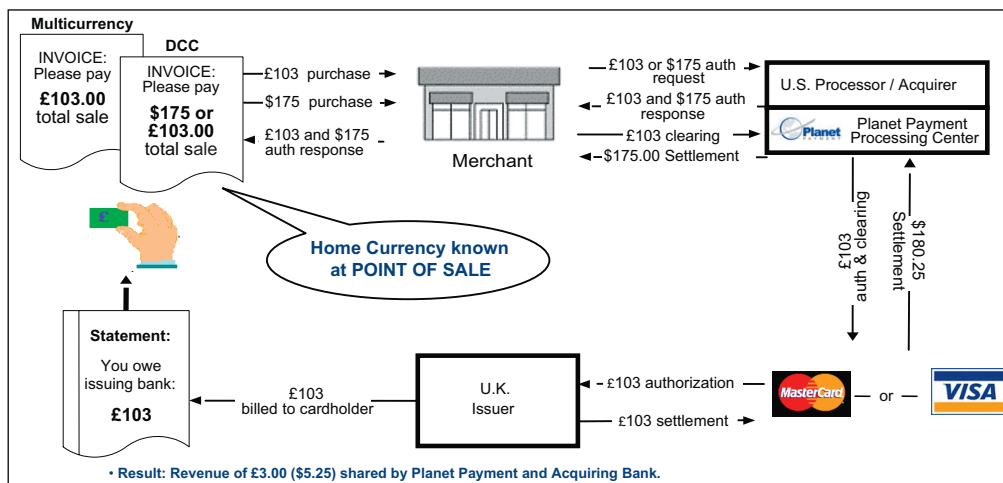 Multicurrency
INVOICE:
Please pay
£103.00
total sale
DCC
INVOICE:
Please pay
$175 or
£103.00
total sale
£103 purchase
$175 purchase
£103 and $175
auth response
Merchant
£103 or $175 auth
request
£103 and $175 auth
response
£103 clearing
$175.00 Settlement
U.S. Processor / Acquirer
Planet
PAYMENT
Planet Payment
Processing Center
Home Currency known
at POINT OF SALE
£
£103
auth & clearing
$180.25
Settlement
Statement:
You owe
issuing bank:
£103
£103
billed to cardholder
U.K.
Issuer
£103 authorization
£103 settlement
MasterCard
or
VISA
• Result: Revenue of £3.00 ($5.25) shared by Planet Payment and Acquiring Bank.